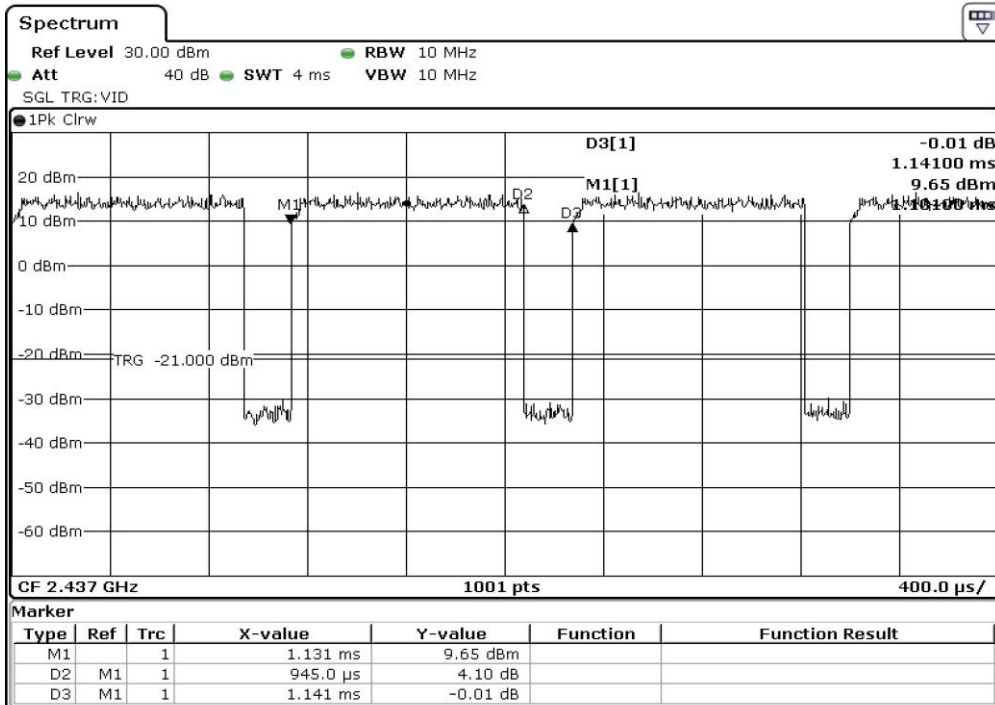 Spectrum
Ref Level 30.00 dBm RBW 10 MHz
Att 40 dB SWT 4 ms VBW 10 MHz
SGL TRG:VID
1Pk Clrw
D3[1] -0.01 dB
1.14100 ms
20 dBm
M1[1] 9.65 dBm
M1 D2 D3
10 dBm
0 dBm
-10 dBm
-20 dBm
TRG -21.000 dBm
-30 dBm
-40 dBm
-50 dBm
-60 dBm
CF 2.437 GHz 1001 pts 400.0 µs/
Marker
Type Ref Trc X-value Y-value Function Function Result
M1 1 1.131 ms 9.65 dBm
D2 M1 1 945.0 µs 4.10 dB
D3 M1 1 1.141 ms -0.01 dB